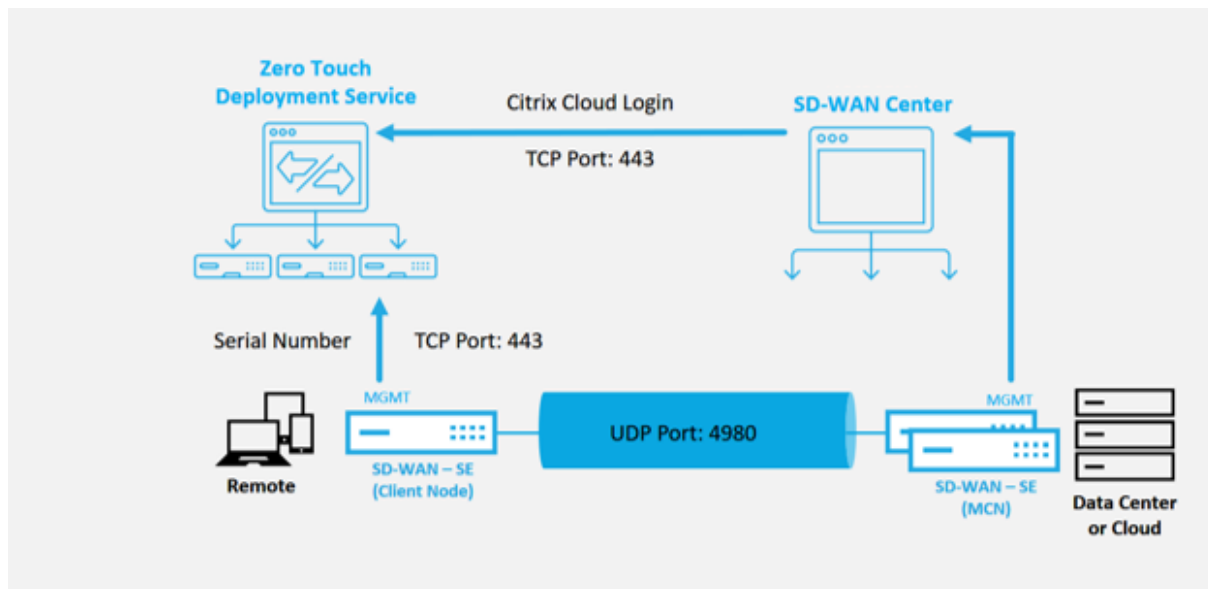 Zero Touch
Deployment Service
Citrix Cloud Login
TCP Port: 443
SD-WAN Center
Serial Number
TCP Port: 443
MGMT
UDP Port: 4980
MGMT
SD-WAN – SE
(Client Node)
Remote
SD-WAN – SE
(MCN)
Data Center
or Cloud